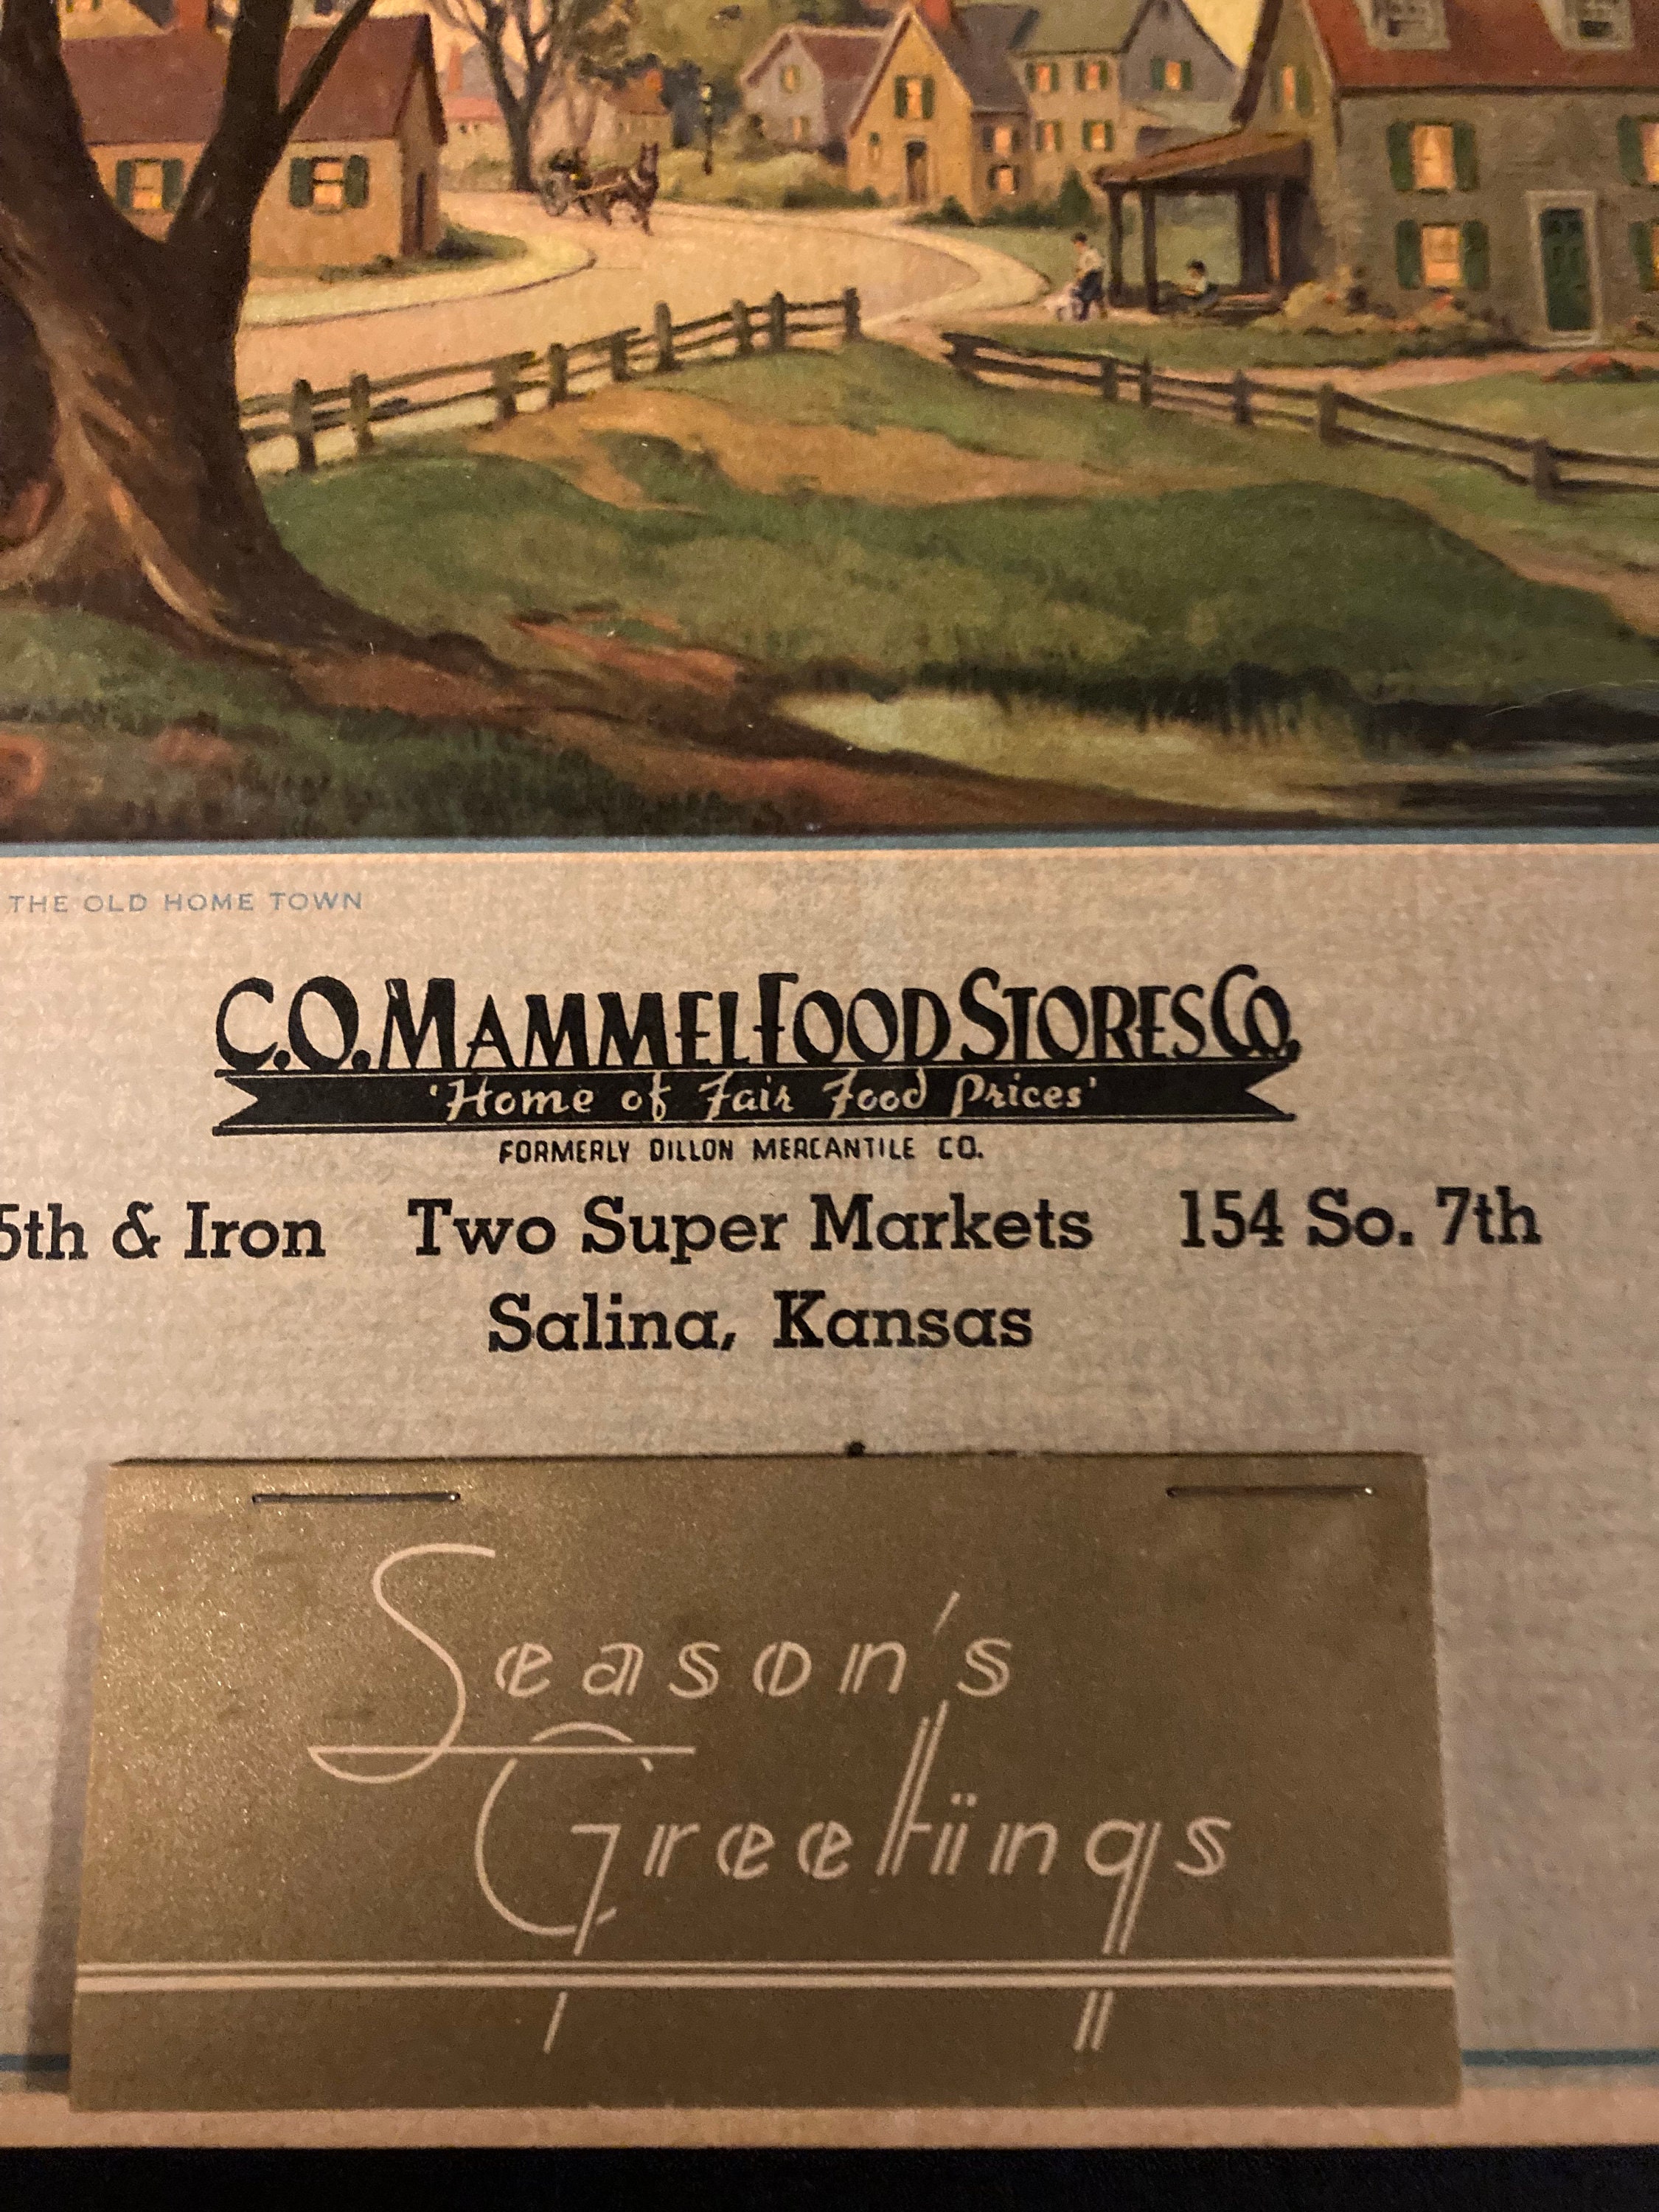 THE OLD HOME TOWN
C.O. MAMMEL FOOD STORES CO.
'Home of Fair Food Prices'
FORMERLY DILLON MERCANTILE CO.
5th & Iron Two Super Markets 154 So. 7th
Salina, Kansas
Season's
Greetings